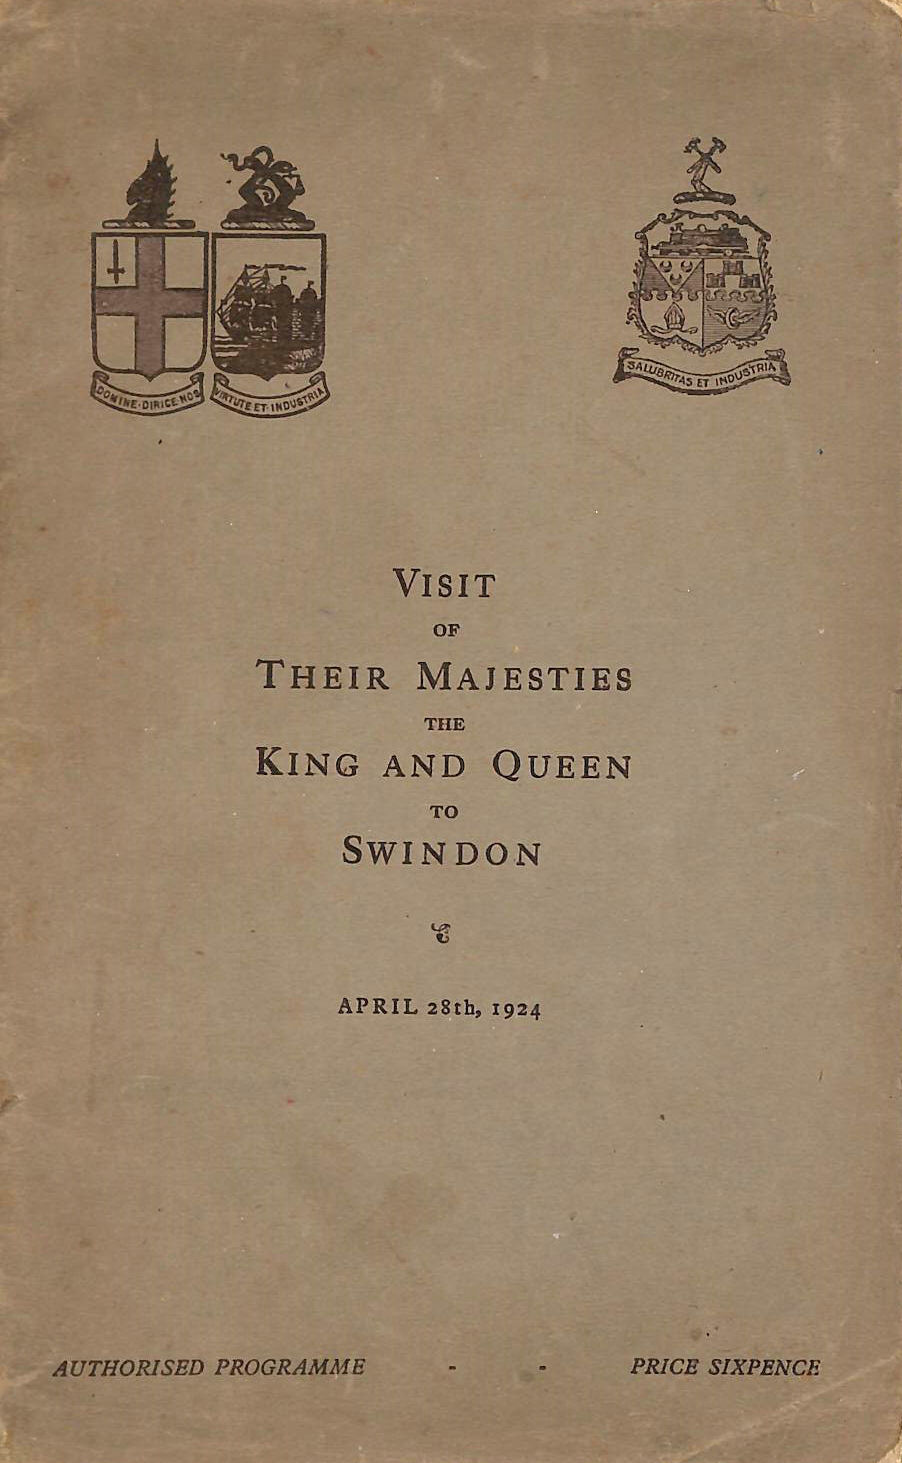 DOMINE·DIRIGE NOS
VIRTUTE ET INDUSTRIA
SALUBRITAS ET INDUSTRIA
VISIT
OF
THEIR MAJESTIES
THE
KING AND QUEEN
TO
SWINDON
APRIL 28th, 1924
AUTHORISED PROGRAMME - - PRICE SIXPENCE